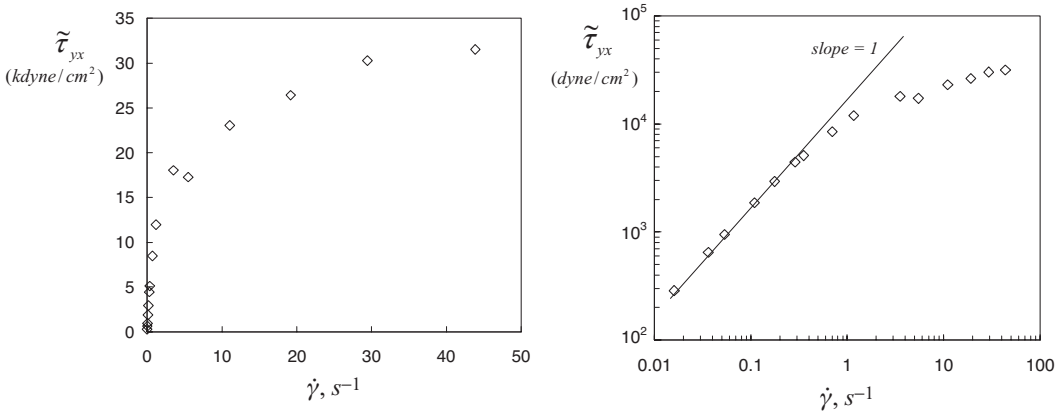 τ̃yx
(kdyne/cm²)
35
30
25
20
15
10
5
0
0 10 20 30 40 50
γ̇, s⁻¹
τ̃yx
(dyne/cm²)
10⁵
10⁴
10³
10²
slope = 1
0.01 0.1 1 10 100
γ̇, s⁻¹